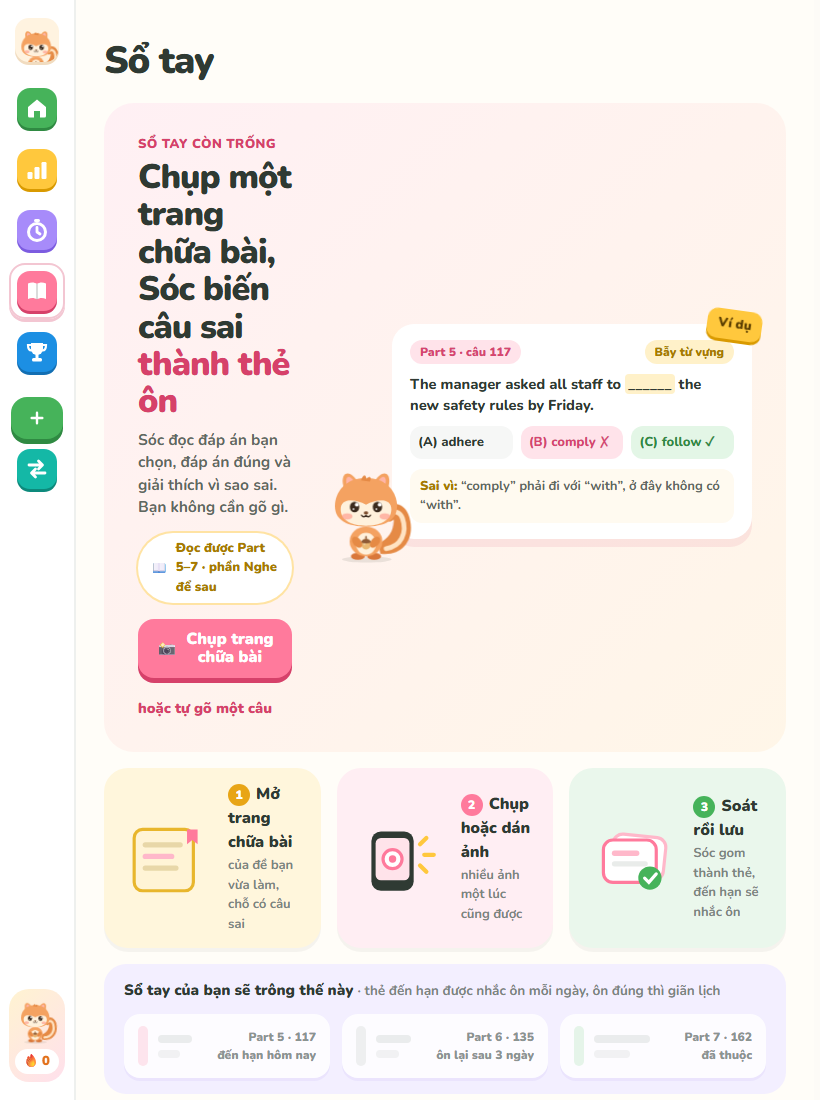 Sổ tay
SỔ TAY CÒN TRỐNG
Chụp một
trang
chữa bài,
Sóc biến
câu sai
thành thẻ
ôn
Sóc đọc đáp án bạn
chọn, đáp án đúng và
giải thích vì sao sai.
Bạn không cần gõ gì.
Đọc được Part
5–7 · phần Nghe
để sau
Chụp trang
chữa bài
hoặc tự gõ một câu
Ví dụ
Part 5 · câu 117
Bẫy từ vựng
The manager asked all staff to ______ the
new safety rules by Friday.
(A) adhere
(B) comply ✗
(C) follow ✓
Sai vì: “comply” phải đi với “with”, ở đây không có
“with”.
1 Mở
trang
chữa bài
của đề bạn
vừa làm,
chỗ có câu
sai
2 Chụp
hoặc dán
ảnh
nhiều ảnh
một lúc
cũng được
3 Soát
rồi lưu
Sóc gom
thành thẻ,
đến hạn sẽ
nhắc ôn
Sổ tay của bạn sẽ trông thế này · thẻ đến hạn được nhắc ôn mỗi ngày, ôn đúng thì giãn lịch
Part 5 · 117
đến hạn hôm nay
Part 6 · 135
ôn lại sau 3 ngày
Part 7 · 162
đã thuộc
0